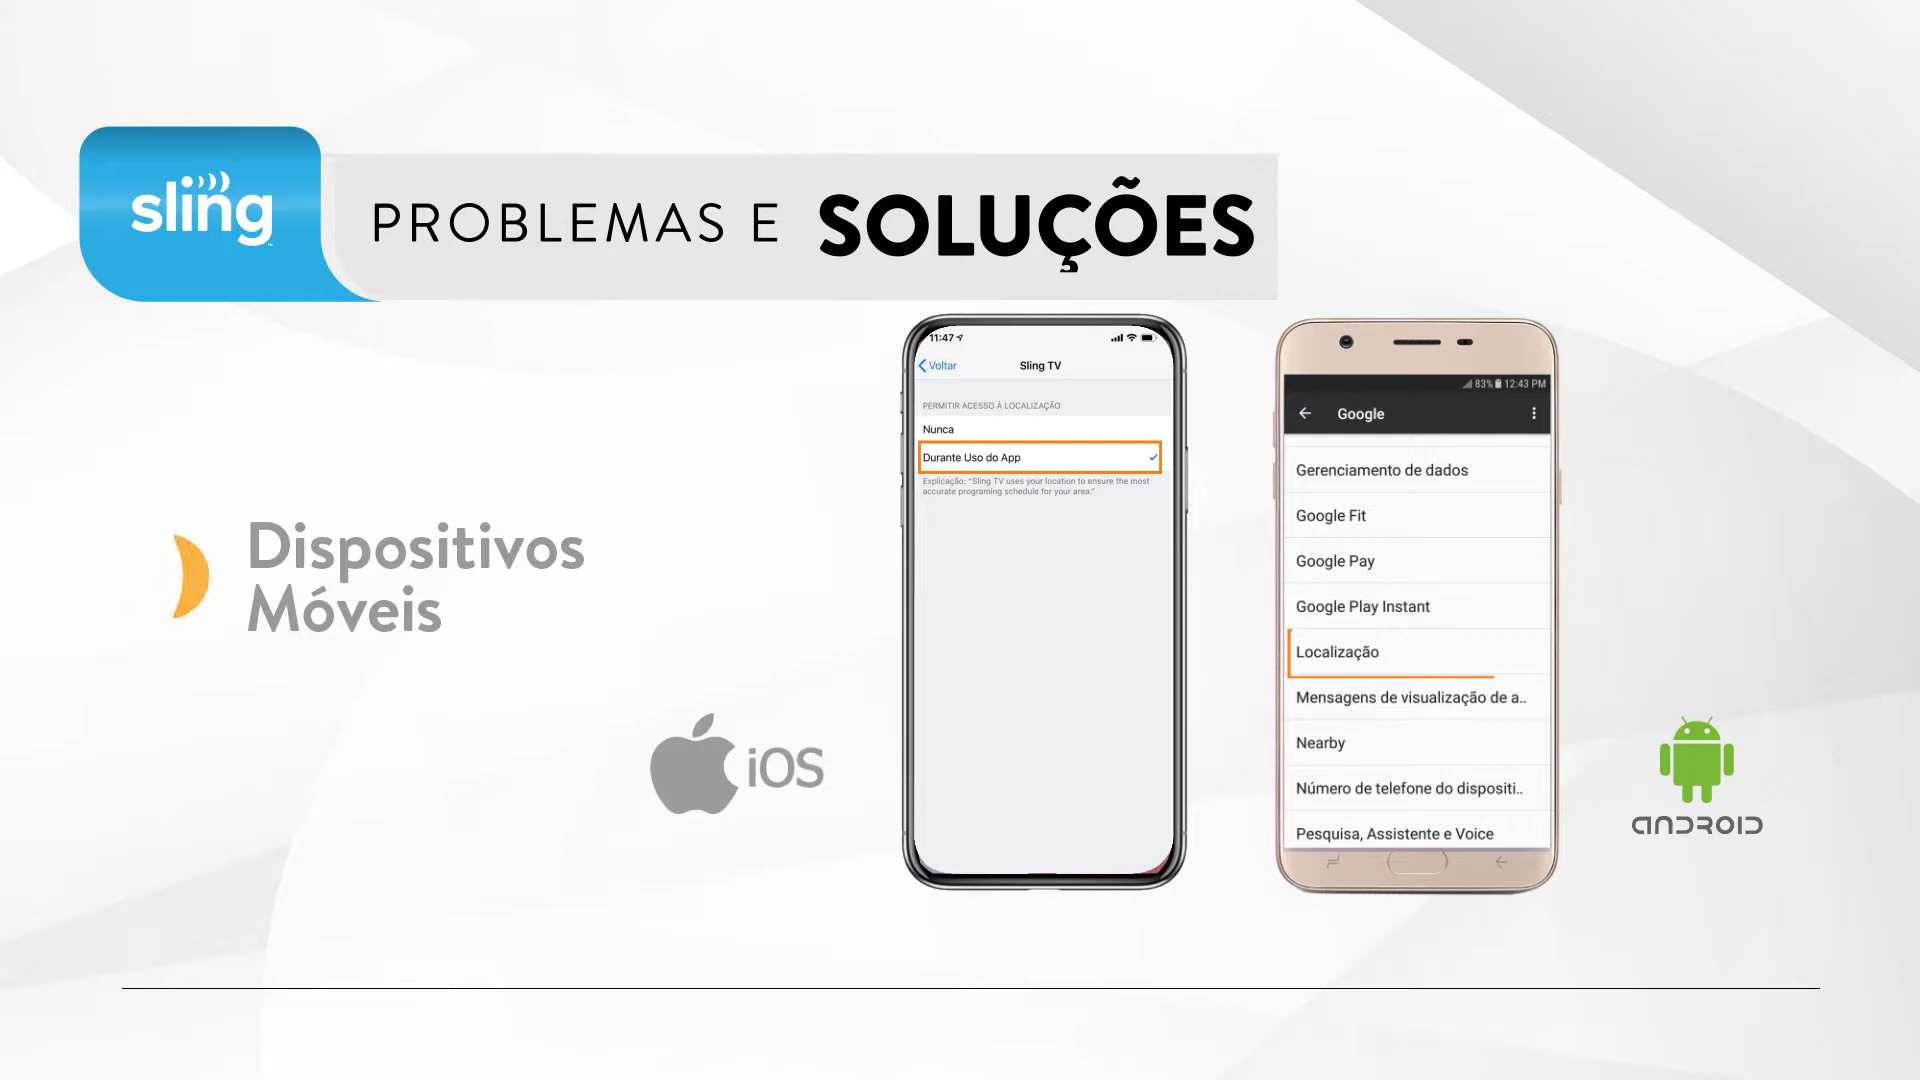 sling
PROBLEMAS E SOLUÇÕES
Dispositivos
Móveis
iOS
11:47
Voltar
Sling TV
PERMITIR ACESSO À LOCALIZAÇÃO
Nunca
Durante Uso do App
Explicação: “Sling TV uses your location to ensure the most
accurate programing schedule for your area.”
83% 12:43 PM
Google
Gerenciamento de dados
Google Fit
Google Pay
Google Play Instant
Localização
Mensagens de visualização de a..
Nearby
Número de telefone do dispositi..
Pesquisa, Assistente e Voice
ANDROID